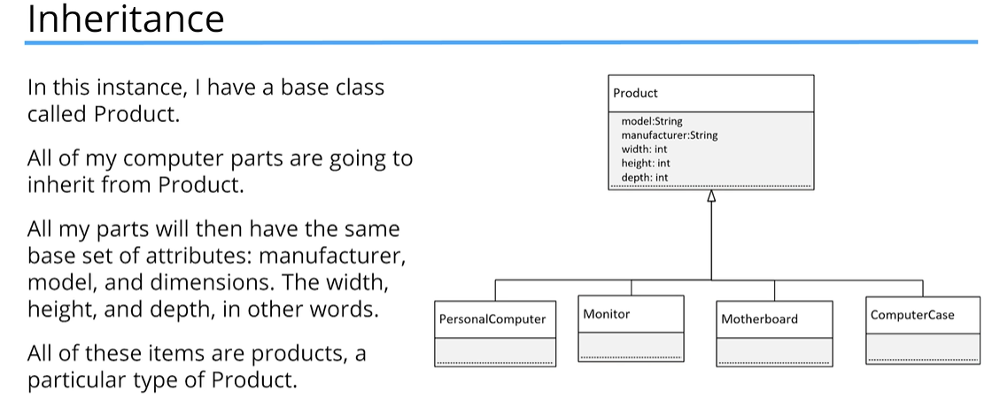 Inheritance
In this instance, I have a base class
called Product.
All of my computer parts are going to
inherit from Product.
All my parts will then have the same
base set of attributes: manufacturer,
model, and dimensions. The width,
height, and depth, in other words.
All of these items are products, a
particular type of Product.
Product
model:String
manufacturer:String
width: int
height: int
depth: int
PersonalComputer
Monitor
Motherboard
ComputerCase